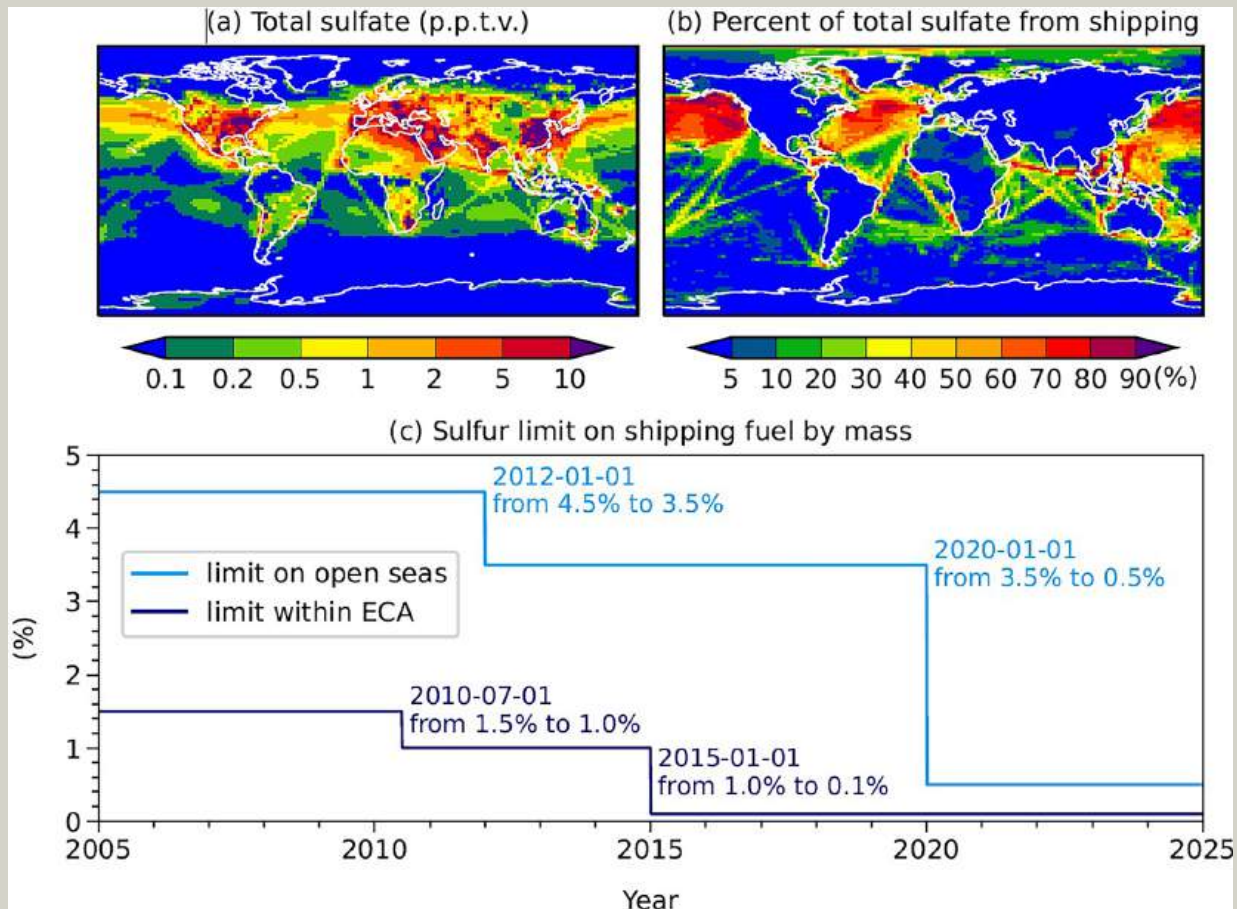 (a) Total sulfate (p.p.t.v.)
(b) Percent of total sulfate from shipping
0.1 0.2 0.5 1 2 5 10
5 10 20 30 40 50 60 70 80 90(%)
(c) Sulfur limit on shipping fuel by mass
5
4
3
2
1
0
(%)
2012-01-01
from 4.5% to 3.5%
2020-01-01
from 3.5% to 0.5%
limit on open seas
limit within ECA
2010-07-01
from 1.5% to 1.0%
2015-01-01
from 1.0% to 0.1%
2005 2010 2015 2020 2025
Year